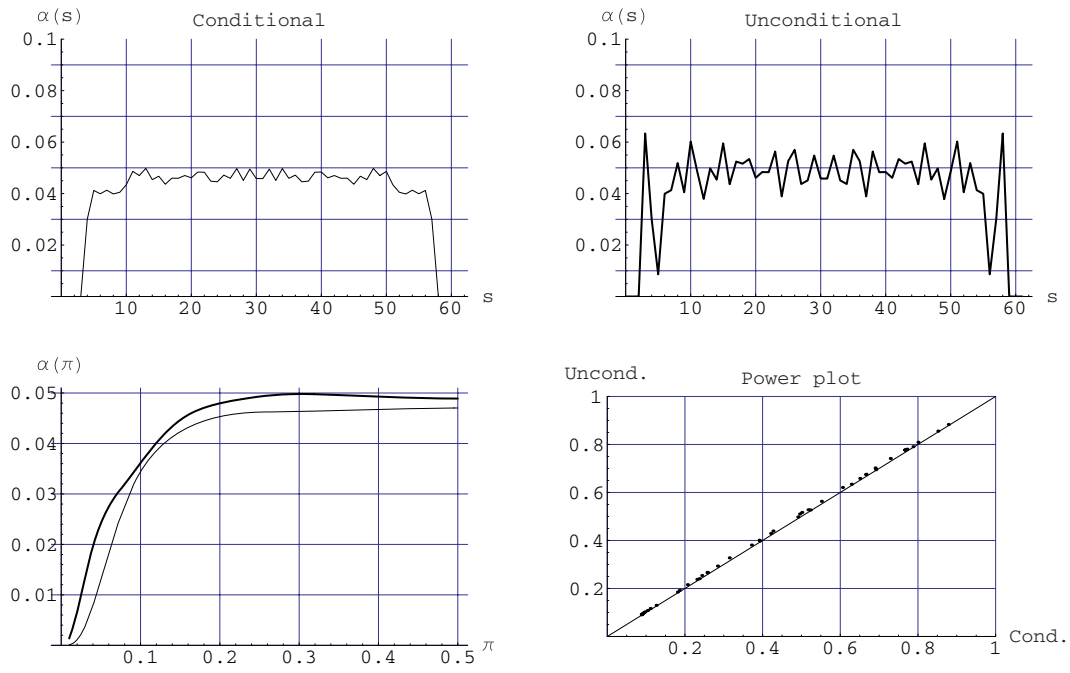 α(s) Conditional
0.1
0.08
0.06
0.04
0.02
10 20 30 40 50 60 s
α(s) Unconditional
0.1
0.08
0.06
0.04
0.02
10 20 30 40 50 60 s
α(π)
0.05
0.04
0.03
0.02
0.01
0.1 0.2 0.3 0.4 0.5 π
Uncond. Power plot
1
0.8
0.6
0.4
0.2
0.2 0.4 0.6 0.8 1 Cond.